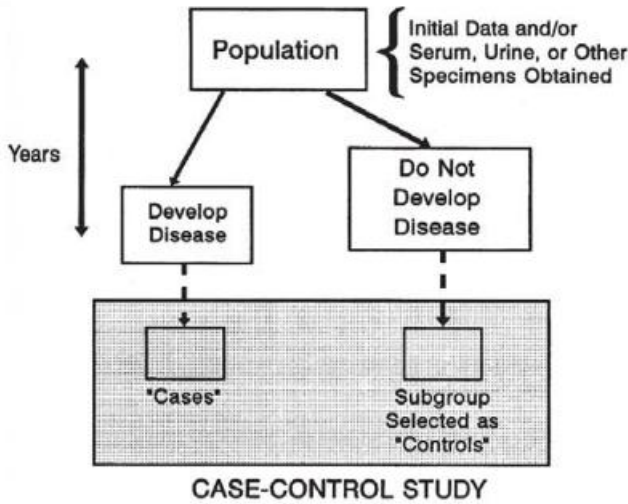 Population
Initial Data and/or
Serum, Urine, or Other
Specimens Obtained
Years
Develop
Disease
Do Not
Develop
Disease
"Cases"
Subgroup
Selected as
"Controls"
CASE-CONTROL STUDY